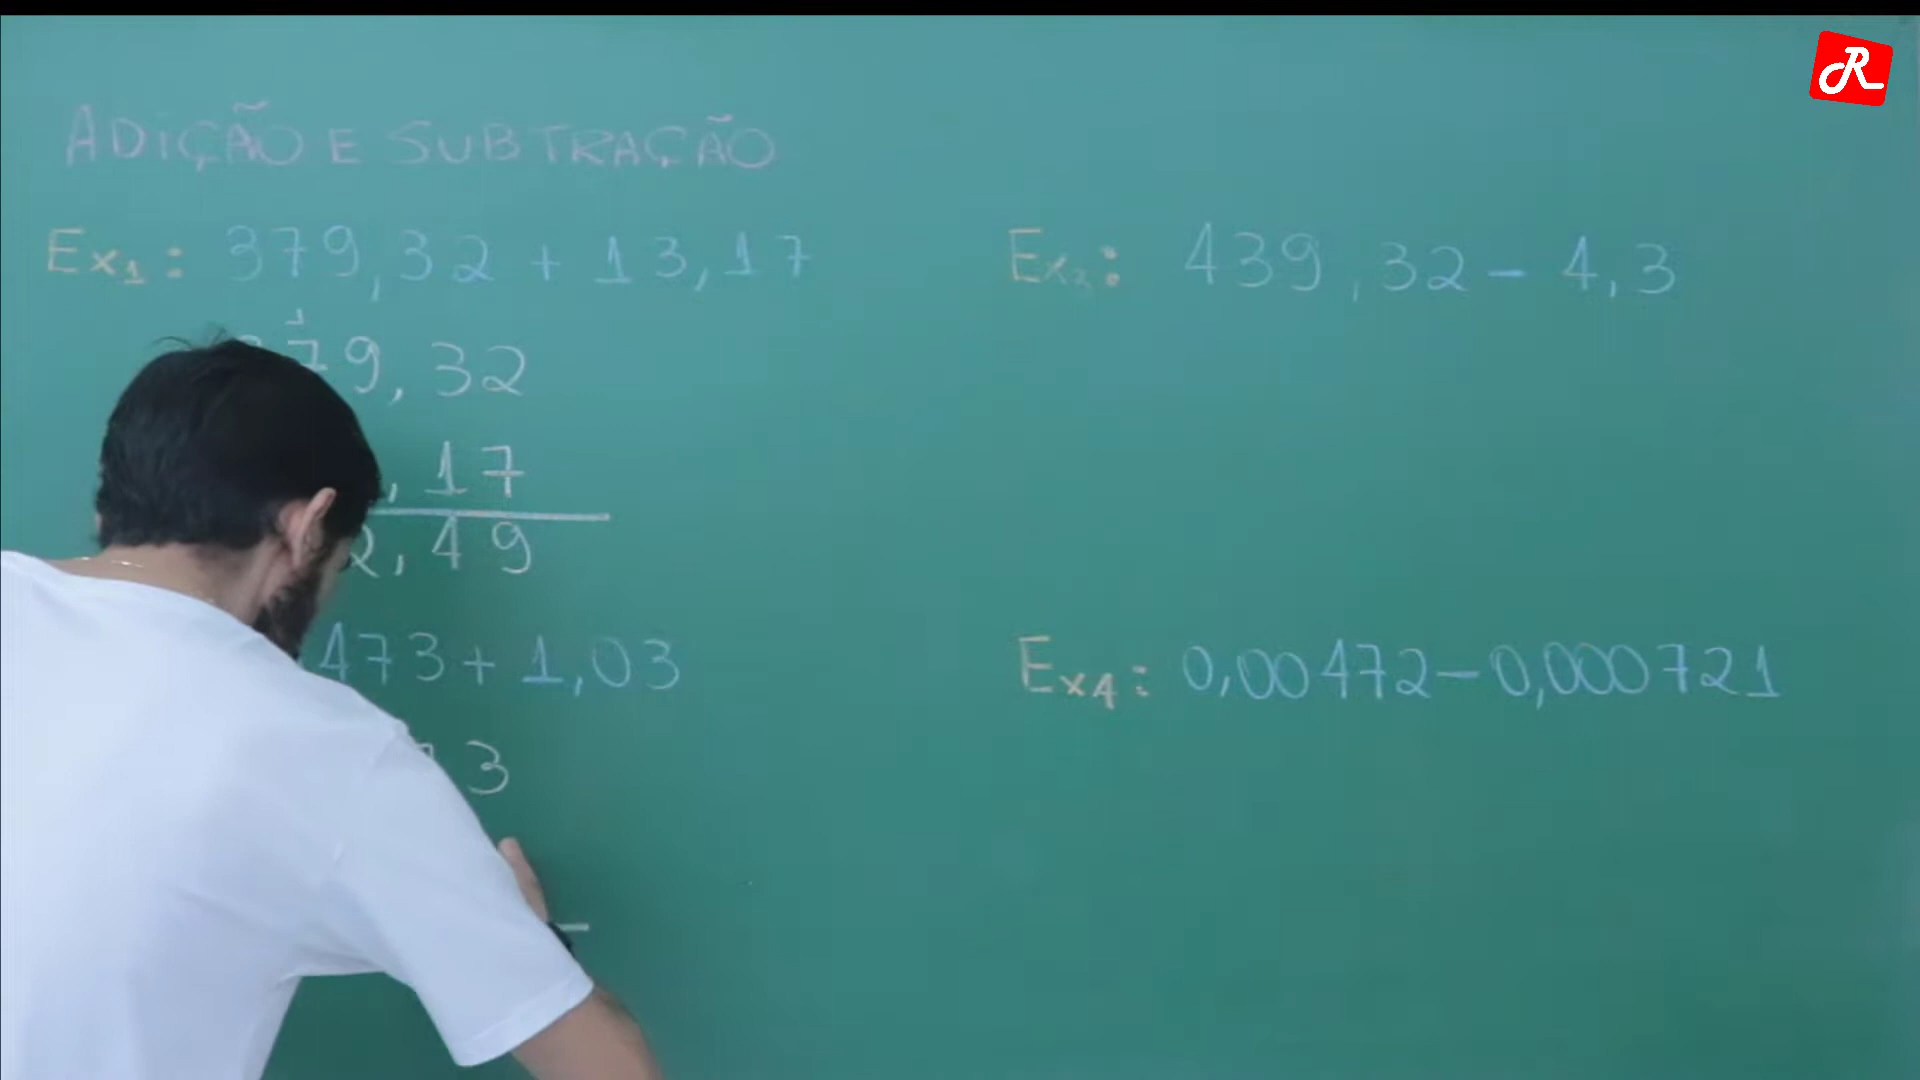 ADIÇÃO E SUBTRAÇÃO
Ex1: 379,32 + 13,17
79,32
,17
2,49
473 + 1,03
3
Ex2: 439,32 - 4,3
Ex4: 0,00472 - 0,000721
R